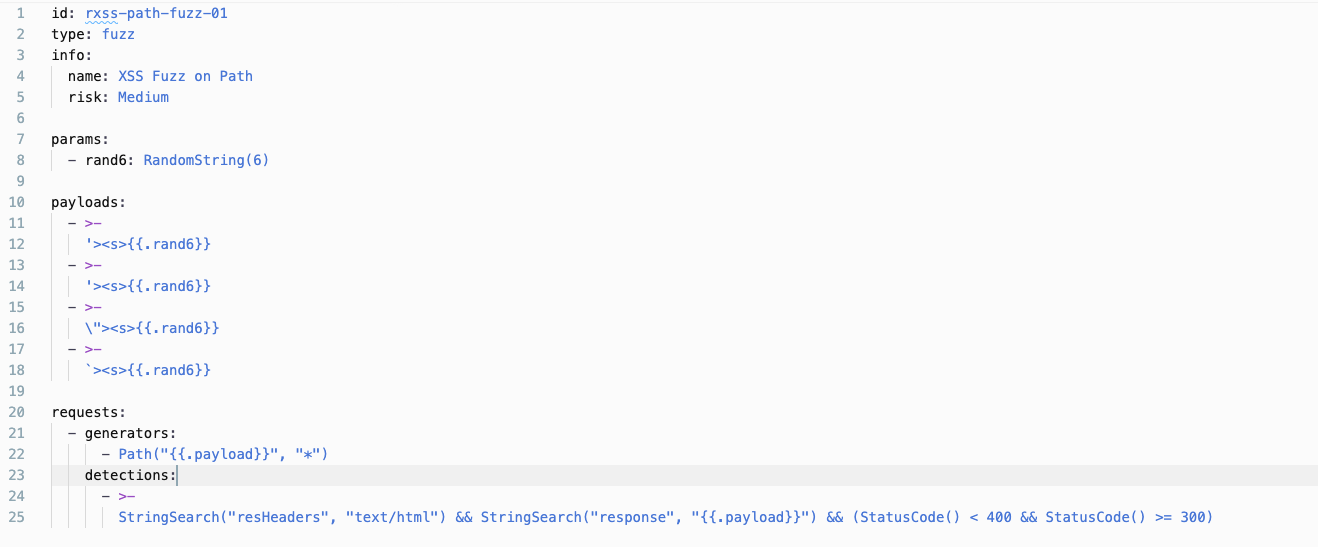 1 id: rxss-path-fuzz-01
2 type: fuzz
3 info:
4 name: XSS Fuzz on Path
5 risk: Medium
6
7 params:
8 - rand6: RandomString(6)
9
10 payloads:
11 - >-
12 '><s>{{.rand6}}
13 - >-
14 '><s>{{.rand6}}
15 - >-
16 \"><s>{{.rand6}}
17 - >-
18 `><s>{{.rand6}}
19
20 requests:
21 - generators:
22 - Path("{{.payload}}", "*")
23 detections:
24 - >-
25 StringSearch("resHeaders", "text/html") && StringSearch("response", "{{.payload}}") && (StatusCode() < 400 && StatusCode() >= 300)